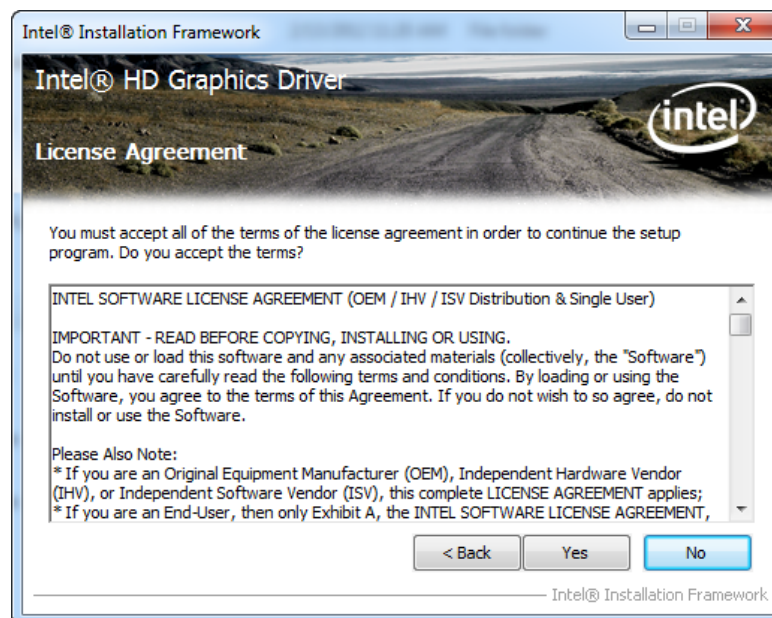 Intel® Installation Framework
Intel® HD Graphics Driver
intel
License Agreement
You must accept all of the terms of the license agreement in order to continue the setup
program. Do you accept the terms?
INTEL SOFTWARE LICENSE AGREEMENT (OEM / IHV / ISV Distribution & Single User)
IMPORTANT - READ BEFORE COPYING, INSTALLING OR USING.
Do not use or load this software and any associated materials (collectively, the "Software")
until you have carefully read the following terms and conditions. By loading or using the
Software, you agree to the terms of this Agreement. If you do not wish to so agree, do not
install or use the Software.
Please Also Note:
* If you are an Original Equipment Manufacturer (OEM), Independent Hardware Vendor
(IHV), or Independent Software Vendor (ISV), this complete LICENSE AGREEMENT applies;
* If you are an End-User, then only Exhibit A, the INTEL SOFTWARE LICENSE AGREEMENT,
< Back
Yes
No
Intel® Installation Framework